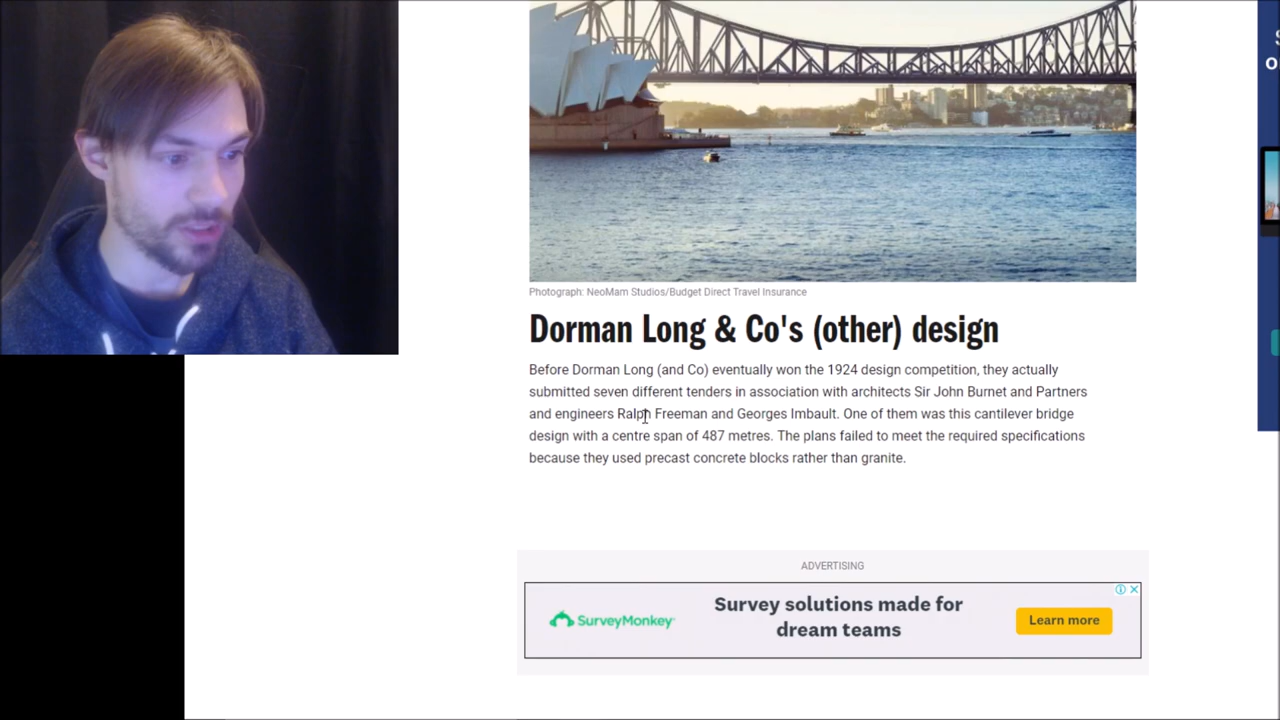 Photograph: NeoMam Studios/Budget Direct Travel Insurance
Dorman Long & Co's (other) design
Before Dorman Long (and Co) eventually won the 1924 design competition, they actually
submitted seven different tenders in association with architects Sir John Burnet and Partners
and engineers Ralph Freeman and Georges Imbault. One of them was this cantilever bridge
design with a centre span of 487 metres. The plans failed to meet the required specifications
because they used precast concrete blocks rather than granite.
ADVERTISING
SurveyMonkey
Survey solutions made for
dream teams
Learn more